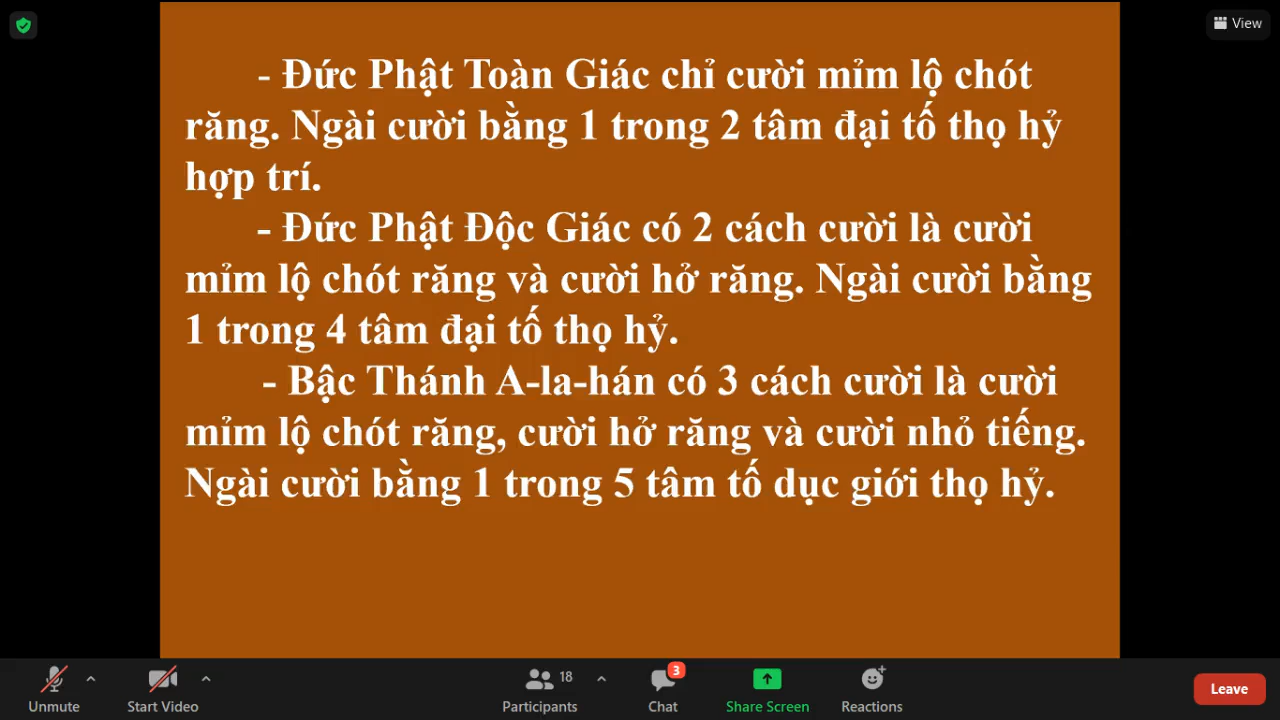 View
- Đức Phật Toàn Giác chỉ cười mỉm lộ chót
răng. Ngài cười bằng 1 trong 2 tâm đại tố thọ hỷ
hợp trí.
- Đức Phật Độc Giác có 2 cách cười là cười
mỉm lộ chót răng và cười hở răng. Ngài cười bằng
1 trong 4 tâm đại tố thọ hỷ.
- Bậc Thánh A-la-hán có 3 cách cười là cười
mỉm lộ chót răng, cười hở răng và cười nhỏ tiếng.
Ngài cười bằng 1 trong 5 tâm tố dục giới thọ hỷ.
18
3
Unmute
Start Video
Participants
Chat
Share Screen
Reactions
Leave